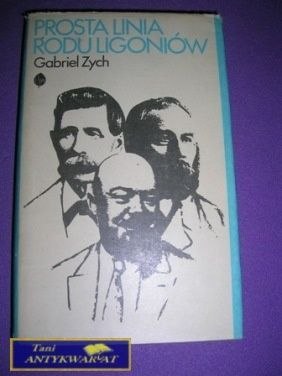 PROSTA LINIA
RODU LIGONIÓW
Gabriel Zych
Tani
ANTYKWARIAT